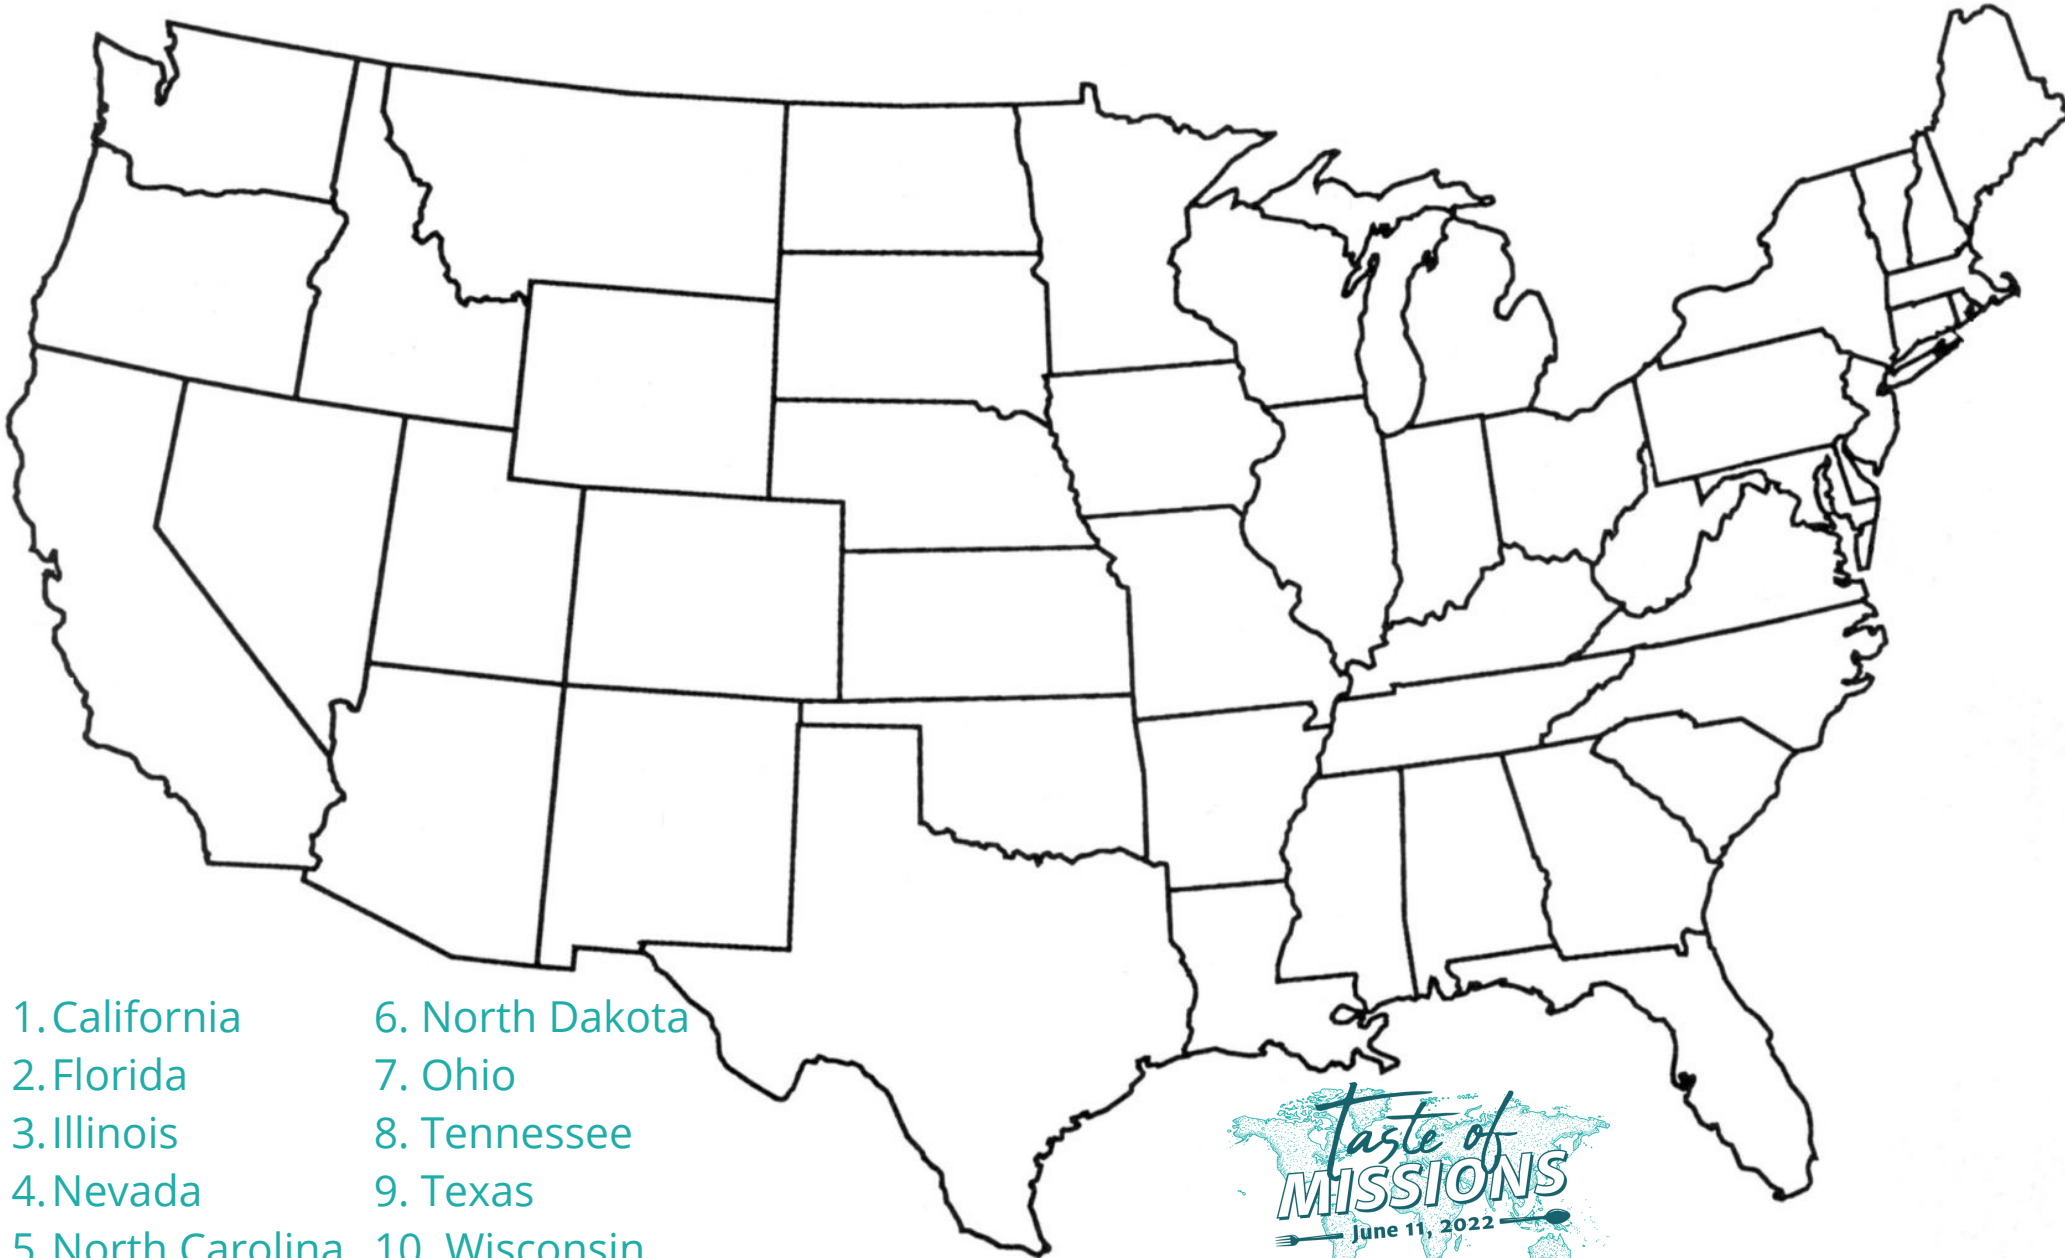 1. California
2. Florida
3. Illinois
4. Nevada
5. North Carolina
6. North Dakota
7. Ohio
8. Tennessee
9. Texas
10. Wisconsin
Taste of
MISSIONS
June 11, 2022